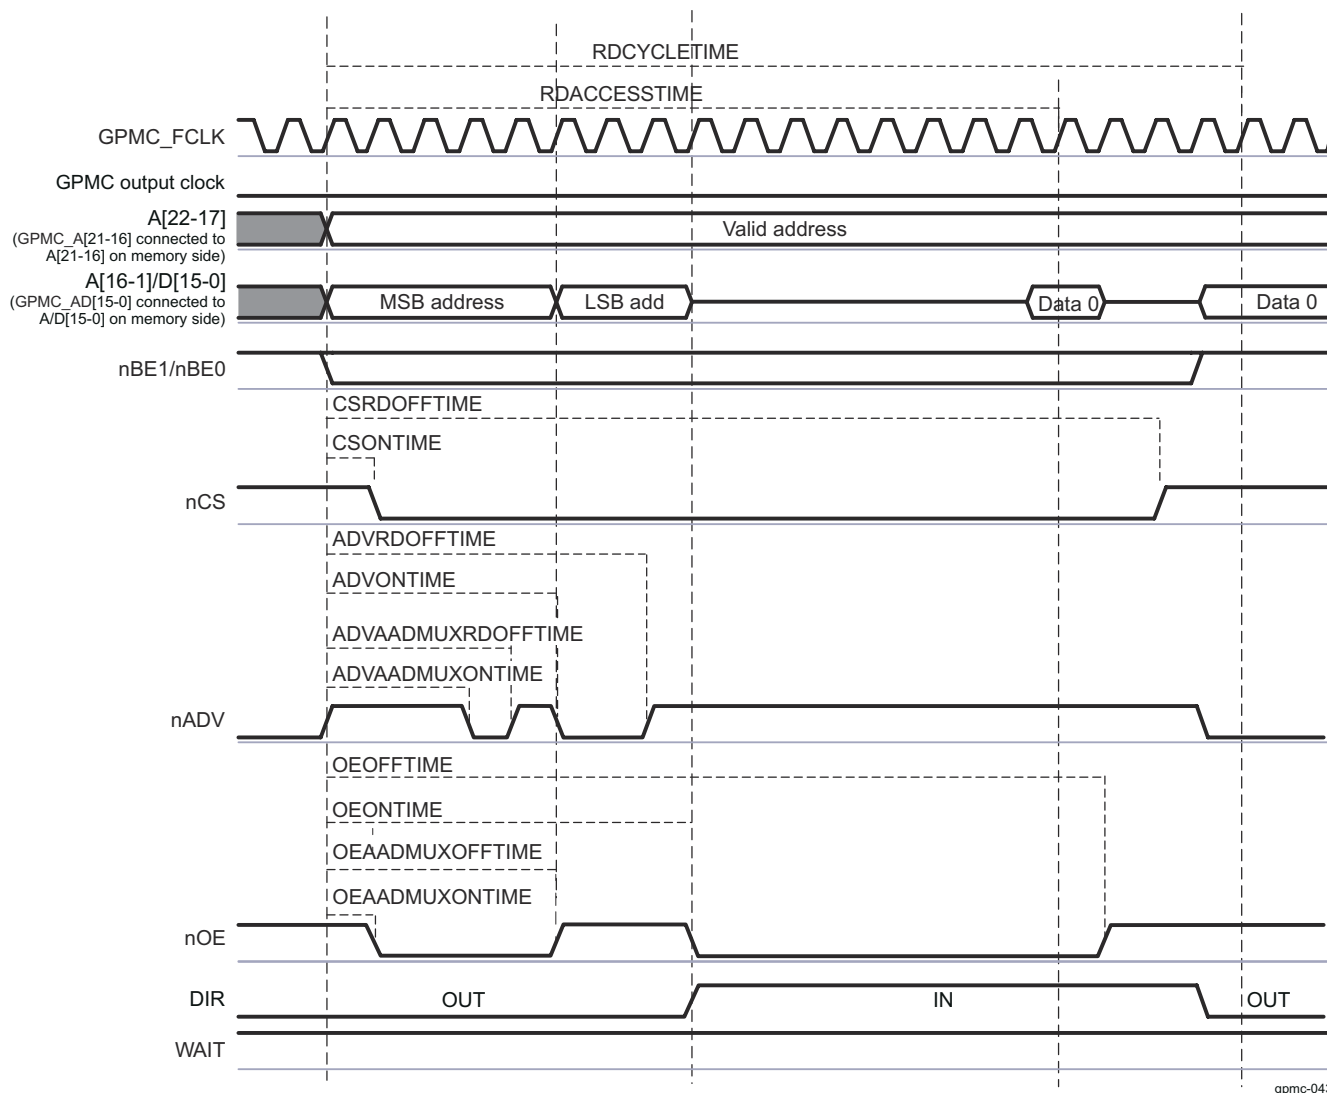 RDCYCLETIME
RDACCESSTIME
GPMC_FCLK
GPMC output clock
A[22-17]
(GPMC_A[21-16] connected to
A[21-16] on memory side)
Valid address
A[16-1]/D[15-0]
(GPMC_AD[15-0] connected to
A/D[15-0] on memory side)
MSB address
LSB add
Data 0
Data 0
nBE1/nBE0
CSRDOFFTIME
CSONTIME
nCS
ADVRDOFFTIME
ADVONTIME
ADVAADMUXRDOFFTIME
ADVAADMUXONTIME
nADV
OEOFFTIME
OEONTIME
OEAADMUXOFFTIME
OEAADMUXONTIME
nOE
DIR
OUT
IN
OUT
WAIT
gpmc-043